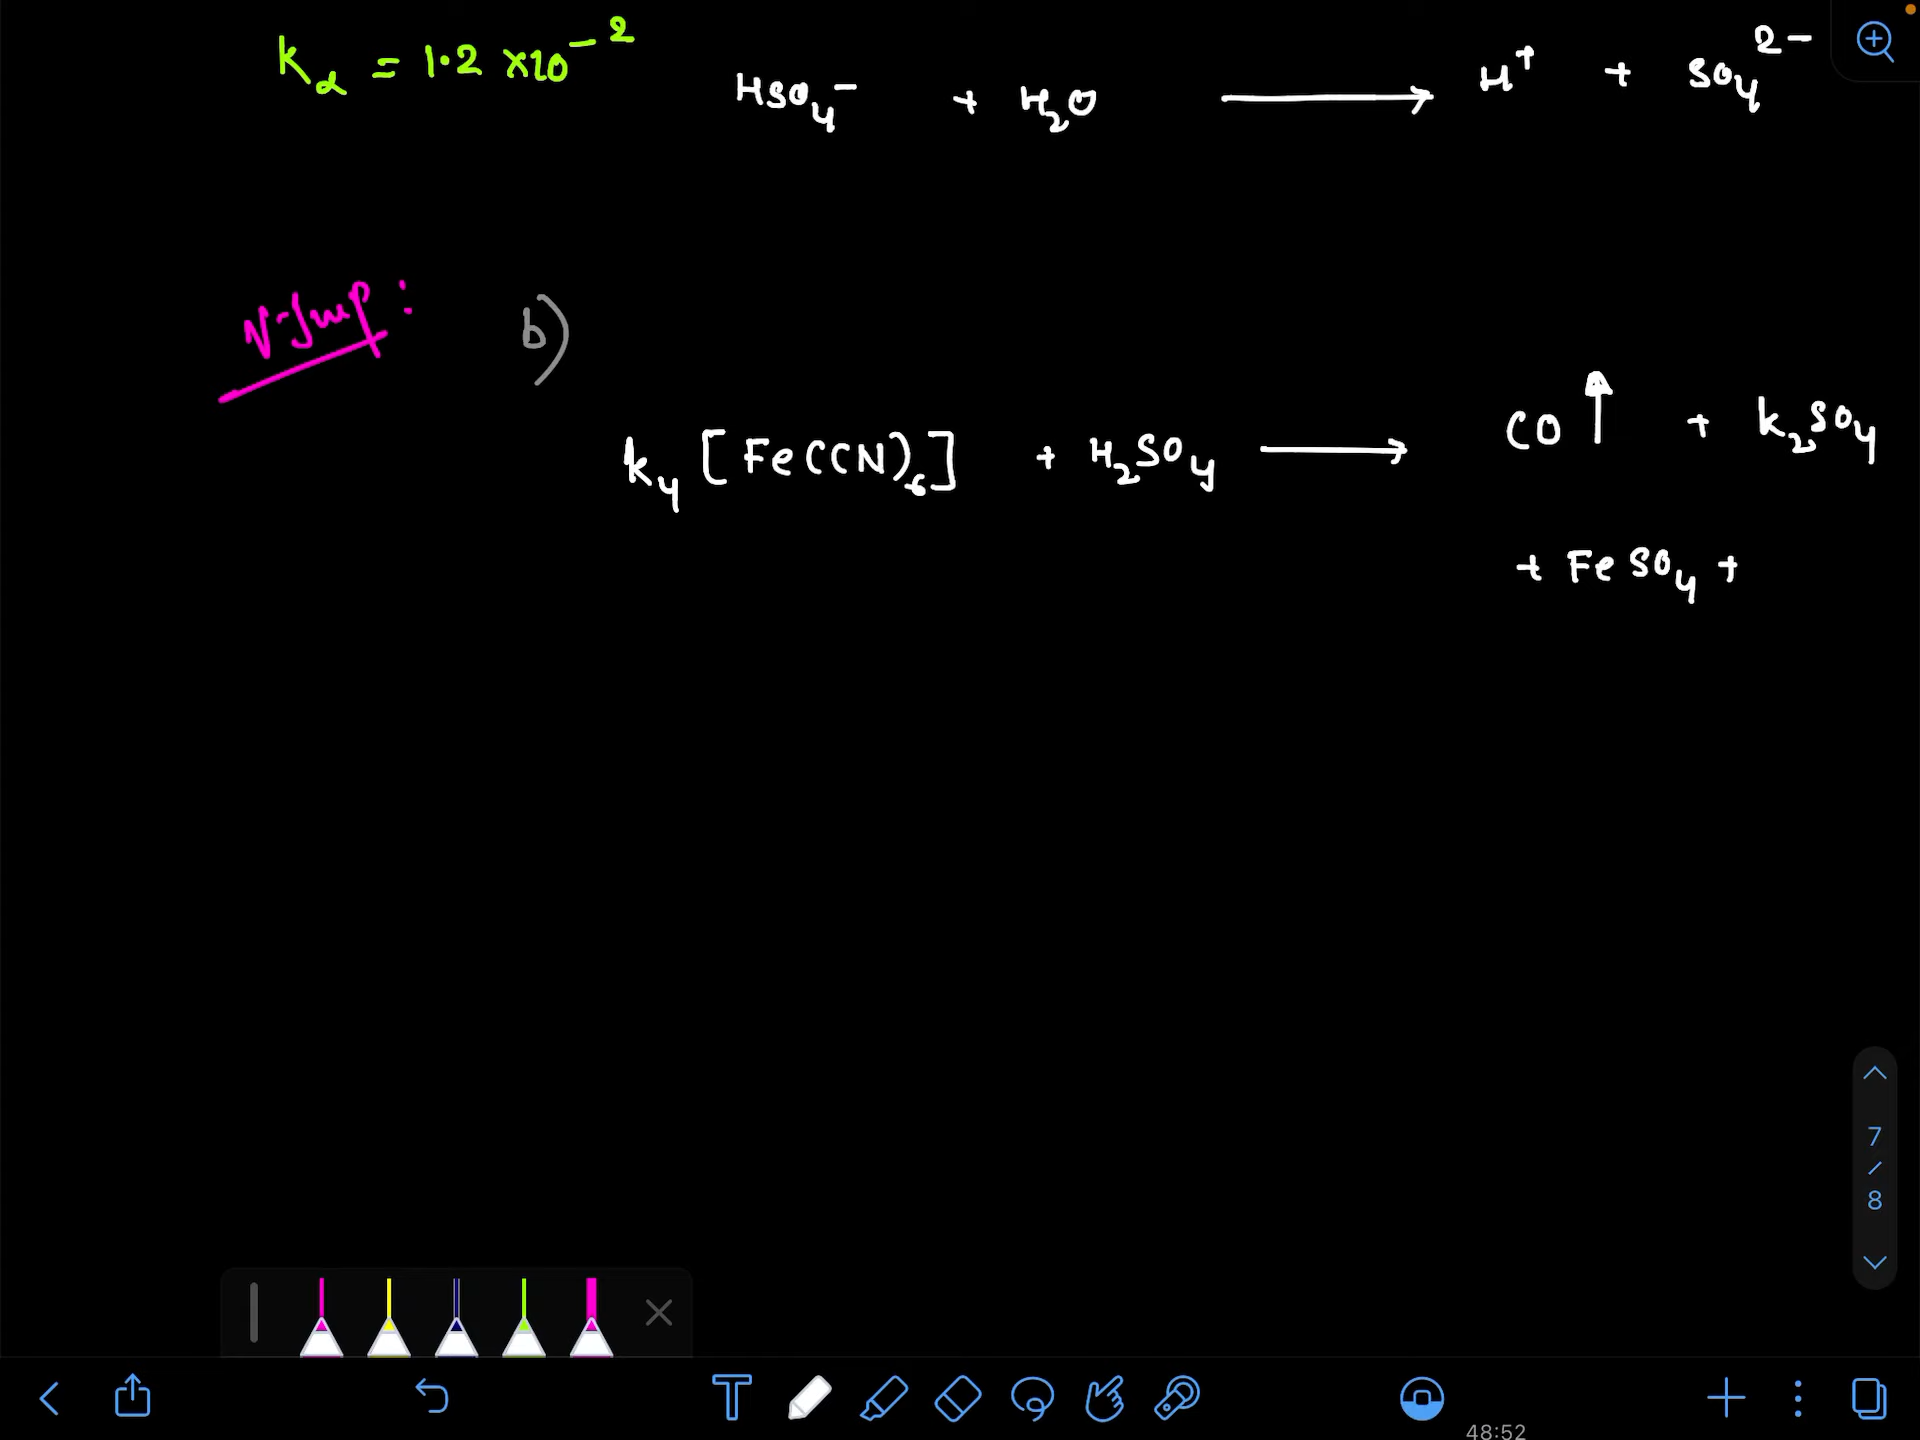 Kα = 1.2 ×10⁻²
HSO₄⁻ + H₂O ⟶ H⁺ + SO₄²⁻
V·Imp :
b)
K₄[Fe(CN)₆] + H₂SO₄ ⟶ CO↑ + K₂SO₄
+ FeSO₄ +
7
/
8
T
48:52